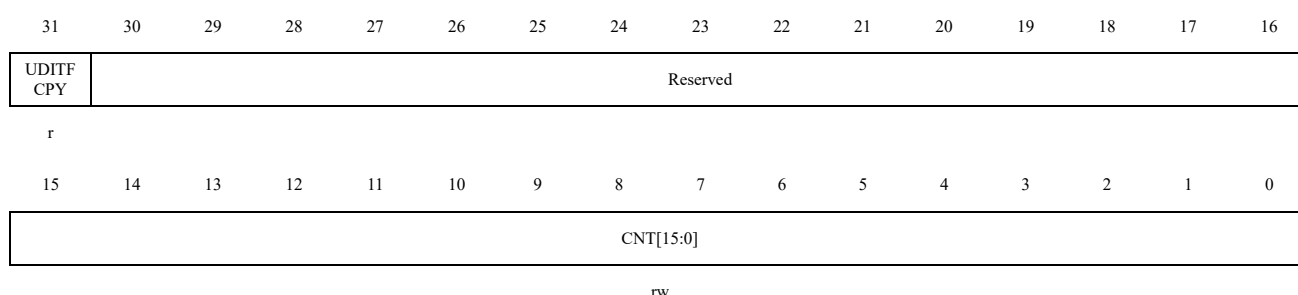 31 30 29 28 27 26 25 24 23 22 21 20 19 18 17 16
UDITF
CPY
Reserved
r
15 14 13 12 11 10 9 8 7 6 5 4 3 2 1 0
CNT[15:0]
rw